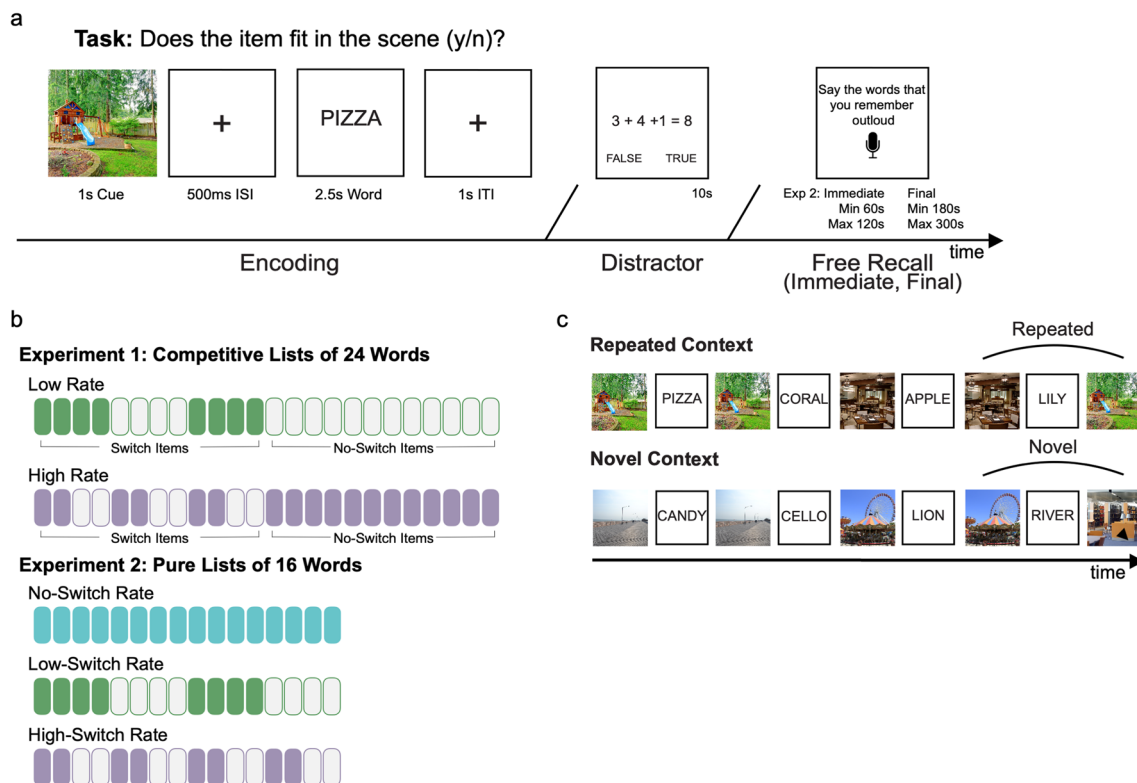 a
Task: Does the item fit in the scene (y/n)?
+
PIZZA
+
3 + 4 +1 = 8
FALSE TRUE
Say the words that
you remember
outloud
1s Cue
500ms ISI
2.5s Word
1s ITI
10s
Exp 2: Immediate Final
Min 60s Min 180s
Max 120s Max 300s
time
Encoding
Distractor
Free Recall
(Immediate, Final)
b
Experiment 1: Competitive Lists of 24 Words
Low Rate
Switch Items
No-Switch Items
High Rate
Switch Items
No-Switch Items
Experiment 2: Pure Lists of 16 Words
No-Switch Rate
Low-Switch Rate
High-Switch Rate
c
Repeated Context
Repeated
PIZZA
CORAL
APPLE
LILY
Novel Context
Novel
CANDY
CELLO
LION
RIVER
time